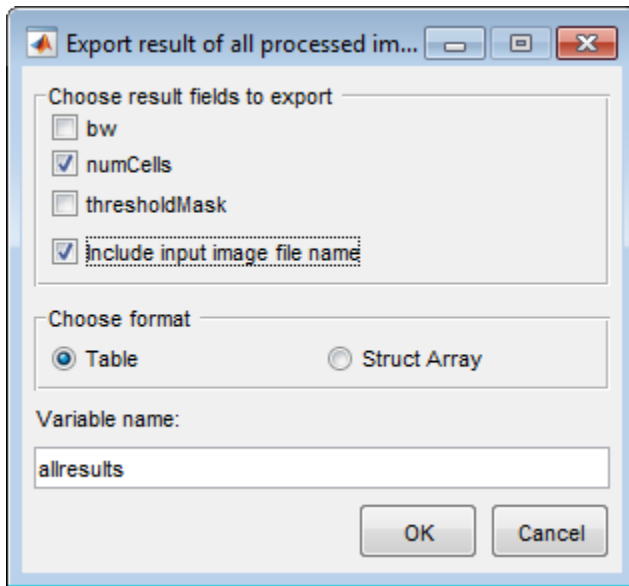 Export result of all processed im...
Choose result fields to export
bw
numCells
thresholdMask
Include input image file name
Choose format
Table
Struct Array
Variable name:
allresults
OK
Cancel